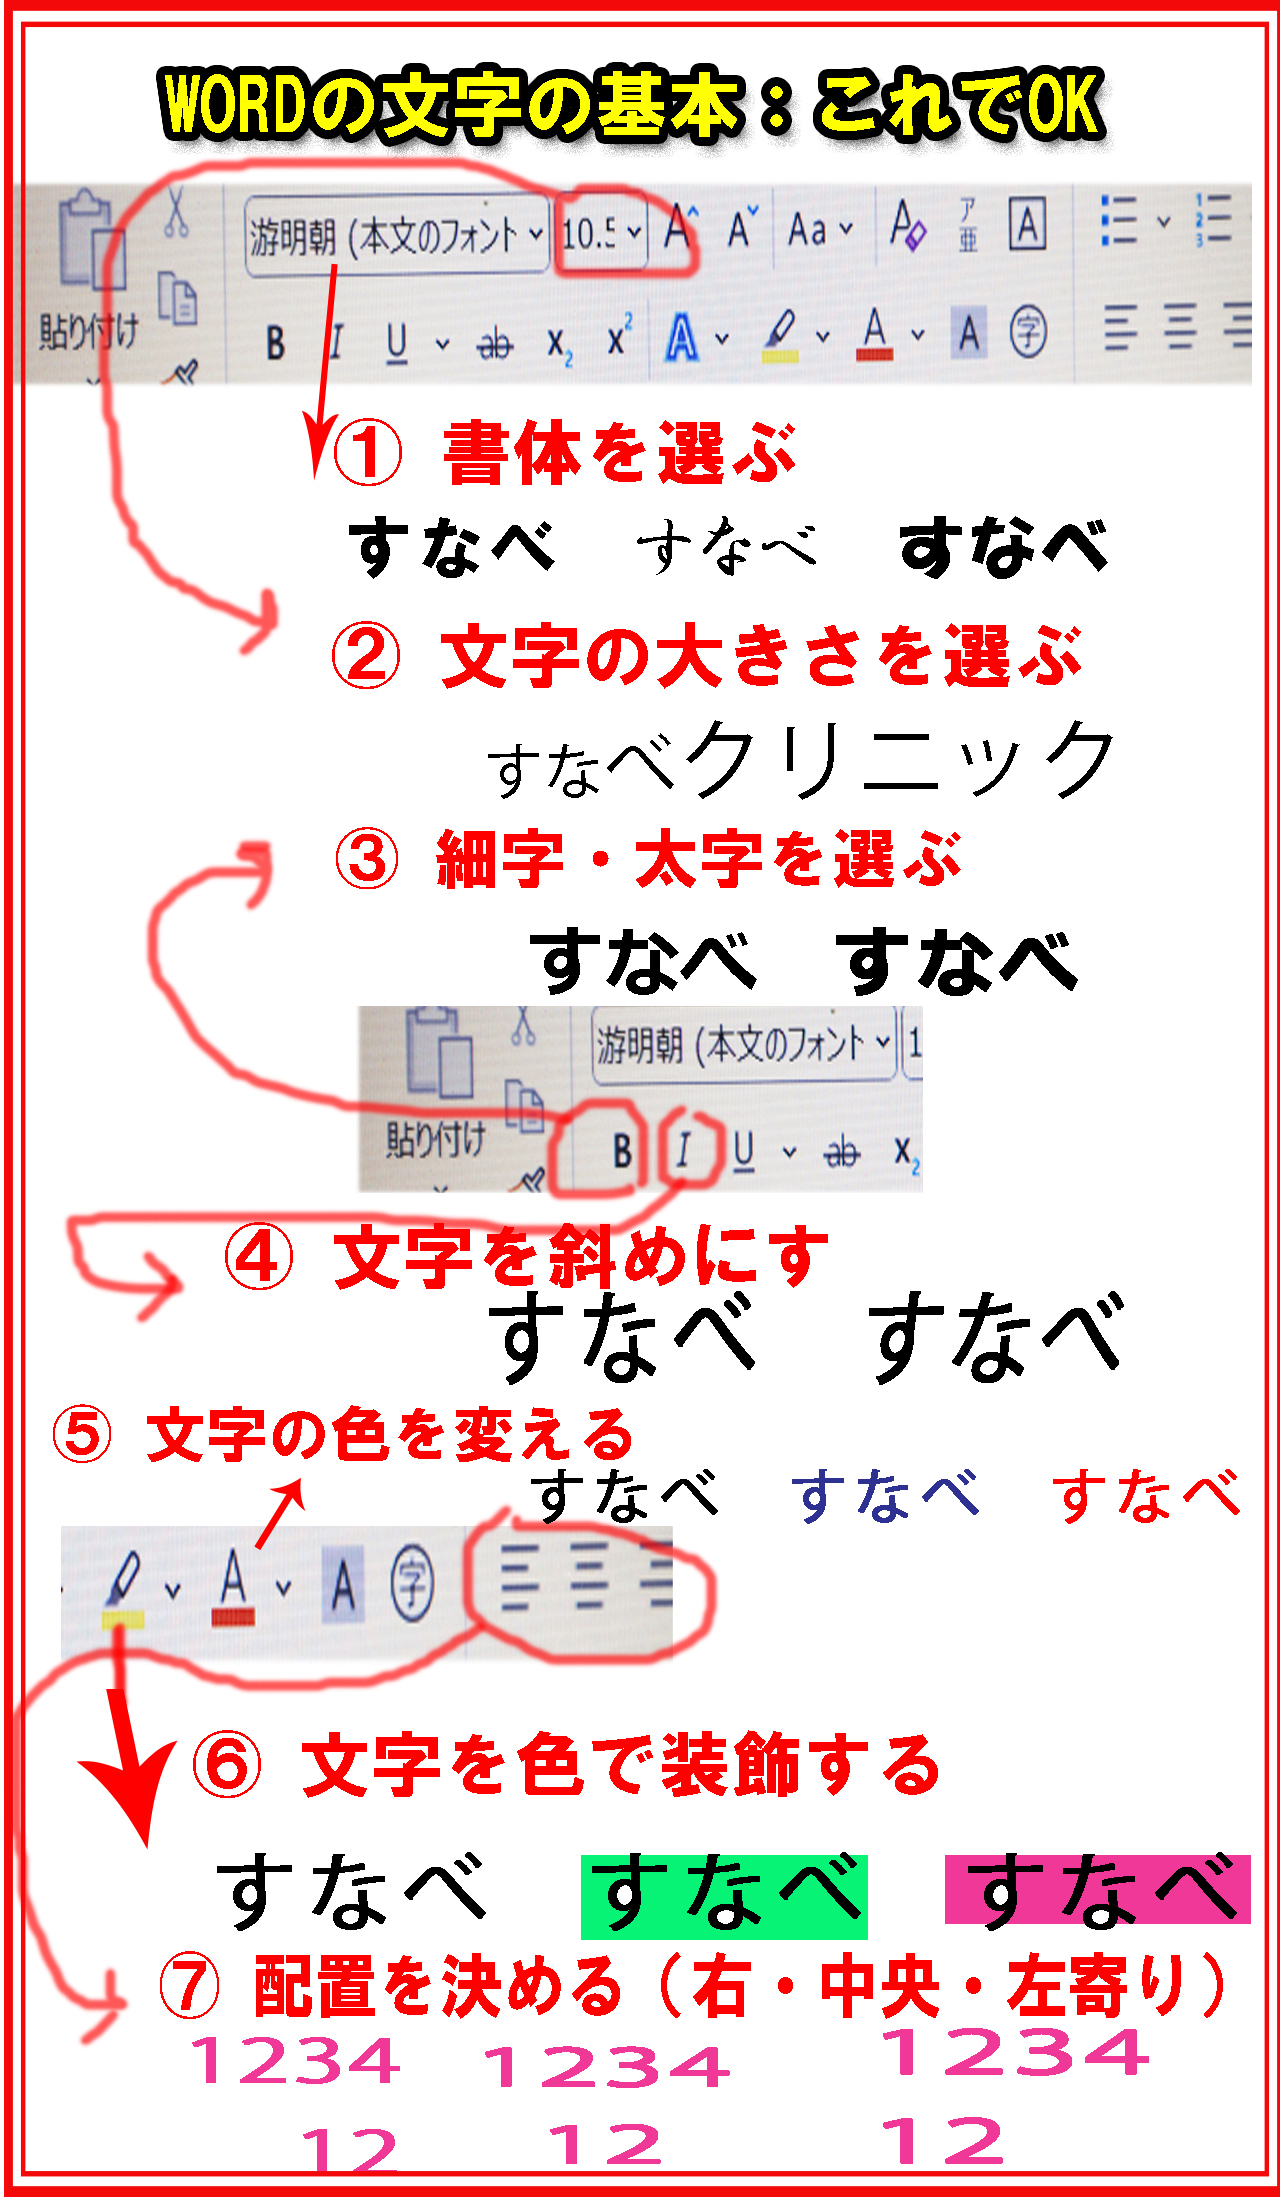 WORDの文字の基本：これでOK
游明朝 (本文のフォント 10.5 A A Aa A ア亜 A
貼り付け B I U ab x2 x2 A A A 字
① 書体を選ぶ
すなべ すなべ すなべ
② 文字の大きさを選ぶ
すなべクリニック
③ 細字・太字を選ぶ
すなべ すなべ
游明朝 (本文のフォント 1
貼り付け B I U ab x2
④ 文字を斜めにす
すなべ すなべ
⑤ 文字の色を変える
すなべ すなべ すなべ
A A 字
⑥ 文字を色で装飾する
すなべ すなべ すなべ
⑦ 配置を決める（右・中央・左寄り）
1234 1234 1234
12 12 12